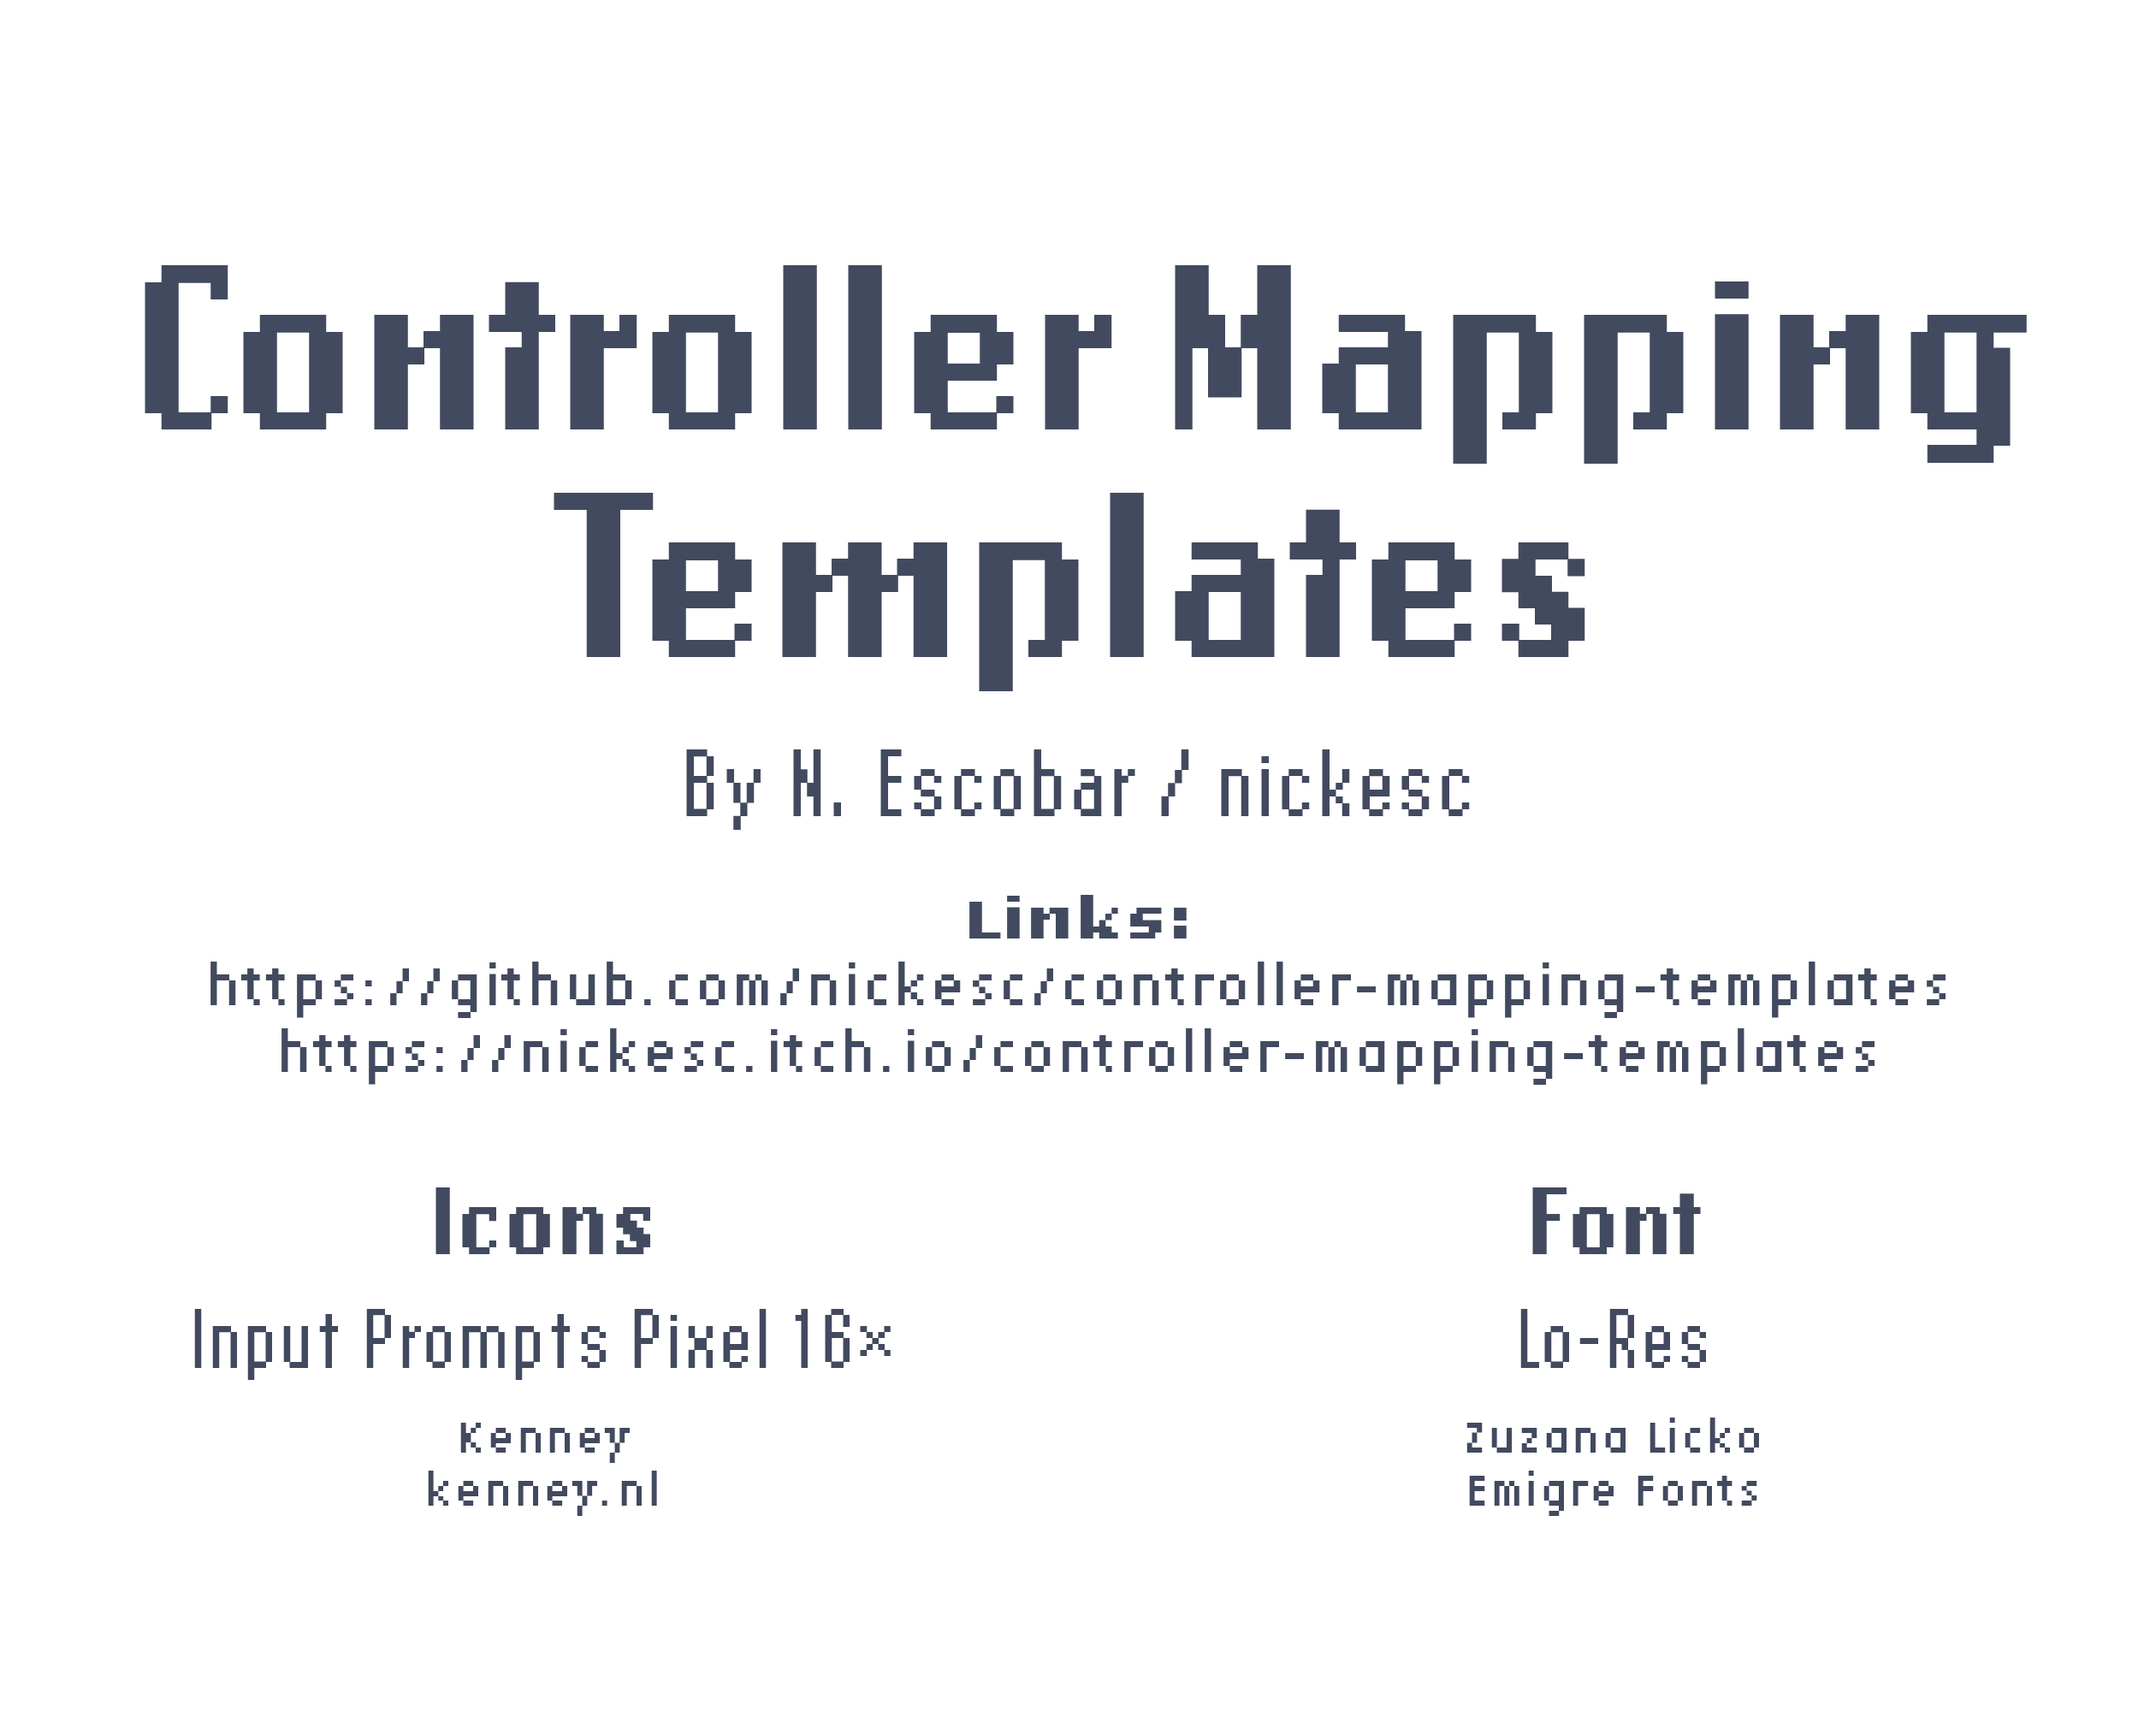 Controller Mapping
Templates
By N. Escobar / nickesc
Links:
https://github.com/nickesc/controller-mapping-templates
https://nickesc.itch.io/controller-mapping-templates
Icons
Input Prompts Pixel 16×
Kenney
kenney.nl
Font
Lo-Res
Zuzana Licko
Emigre Fonts